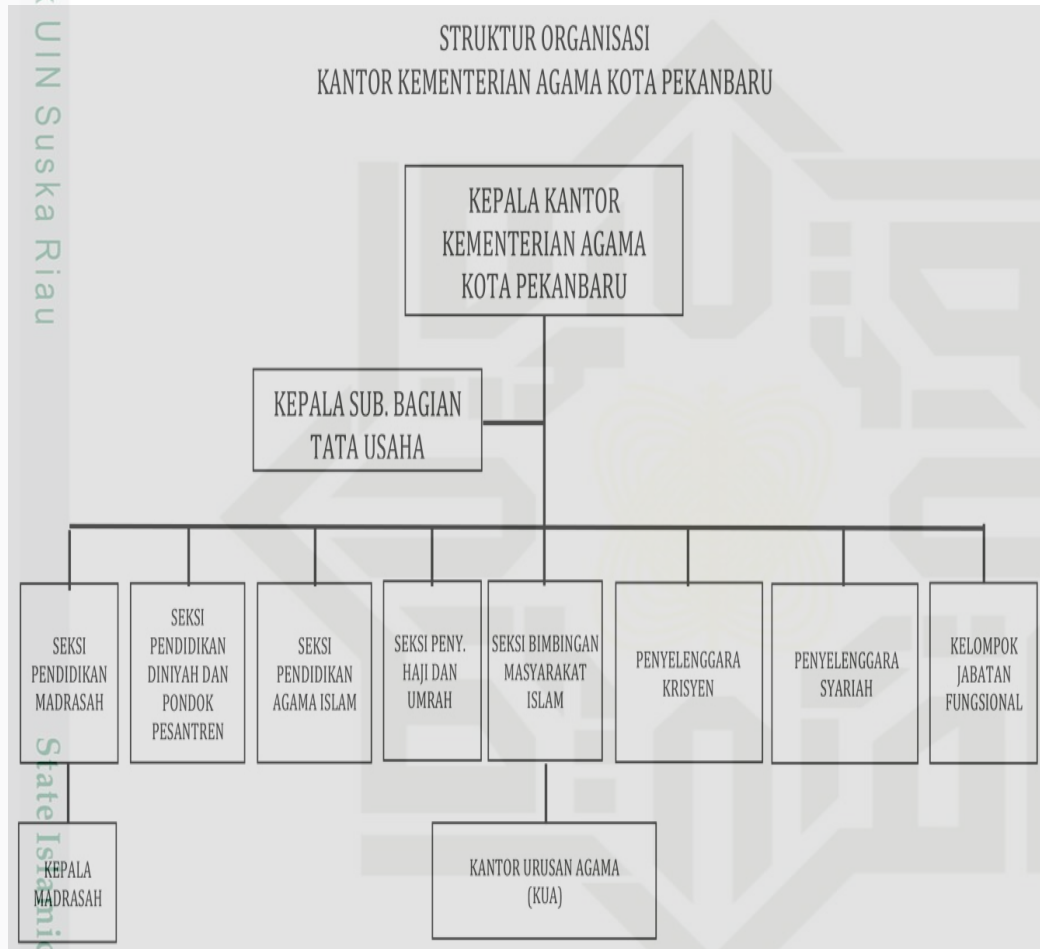 k UIN Suska Riau
State Islamic
STRUKTUR ORGANISASI
KANTOR KEMENTERIAN AGAMA KOTA PEKANBARU
KEPALA KANTOR
KEMENTERIAN AGAMA
KOTA PEKANBARU
KEPALA SUB. BAGIAN
TATA USAHA
SEKSI
PENDIDIKAN
MADRASAH
SEKSI
PENDIDIKAN
DINIYAH DAN
PONDOK
PESANTREN
SEKSI
PENDIDIKAN
AGAMA ISLAM
SEKSI PENY.
HAJI DAN
UMRAH
SEKSI BIMBINGAN
MASYARAKAT
ISLAM
PENYELENGGARA
KRISYEN
PENYELENGGARA
SYARIAH
KELOMPOK
JABATAN
FUNGSIONAL
KEPALA
MADRASAH
KANTOR URUSAN AGAMA
(KUA)